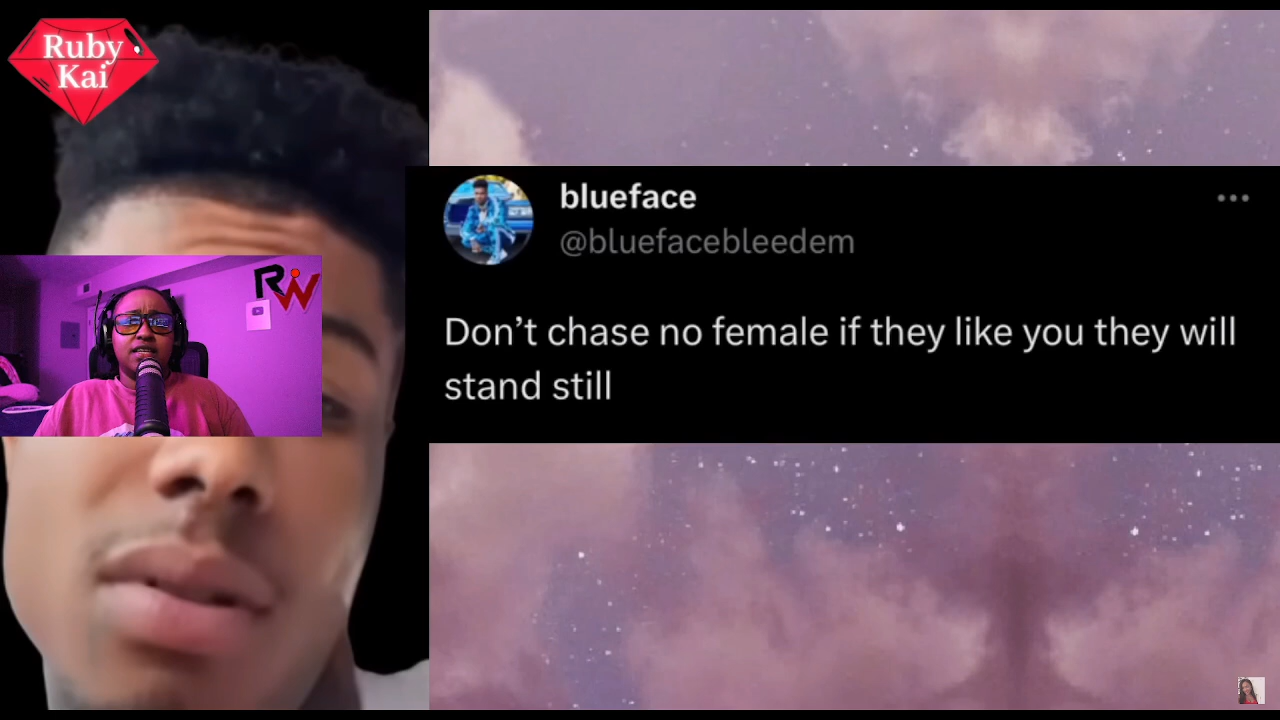 Ruby
Kai
RW
blueface
@bluefacebleedem
Don’t chase no female if they like you they will
stand still